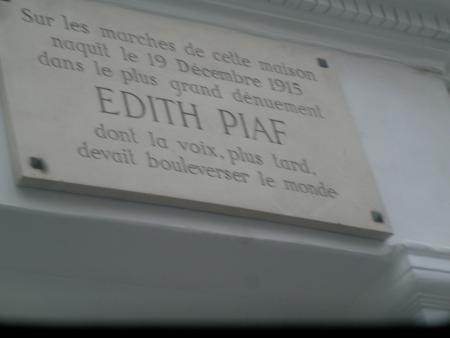 Sur les marches de cette maison
naquit le 19 Décembre 1915
dans le plus grand dénuement
EDITH PIAF
dont la voix, plus tard,
devait bouleverser le monde